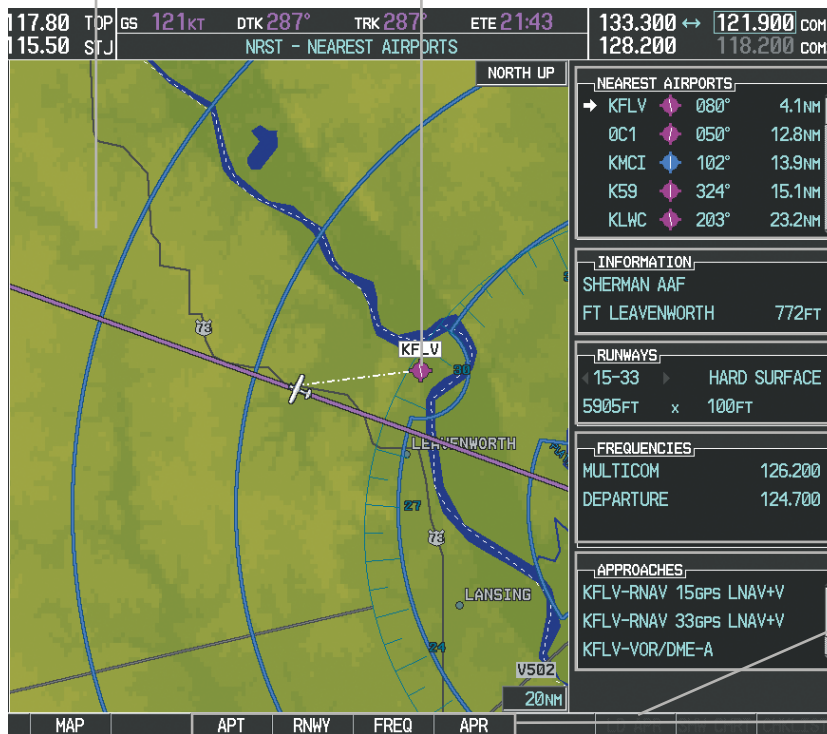 117.80 TOP GS 121KT DTK 287° TRK 287° ETE 21:43 133.300 ↔ 121.900 COM
115.50 STJ NRST - NEAREST AIRPORTS 128.200 118.200 COM
NORTH UP
73
KFLV
30
LEAVENWORTH
27
73
LANSING
24
V502
20NM
NEAREST AIRPORTS
KFLV 080° 4.1NM
0C1 050° 12.8NM
KMCI 102° 13.9NM
K59 324° 15.1NM
KLWC 203° 23.2NM
INFORMATION
SHERMAN AAF
FT LEAVENWORTH 772FT
RUNWAYS
15-33 HARD SURFACE
5905FT x 100FT
FREQUENCIES
MULTICOM 126.200
DEPARTURE 124.700
APPROACHES
KFLV-RNAV 15GPS LNAV+V
KFLV-RNAV 33GPS LNAV+V
KFLV-VOR/DME-A
MAP APT RNWY FREQ APR